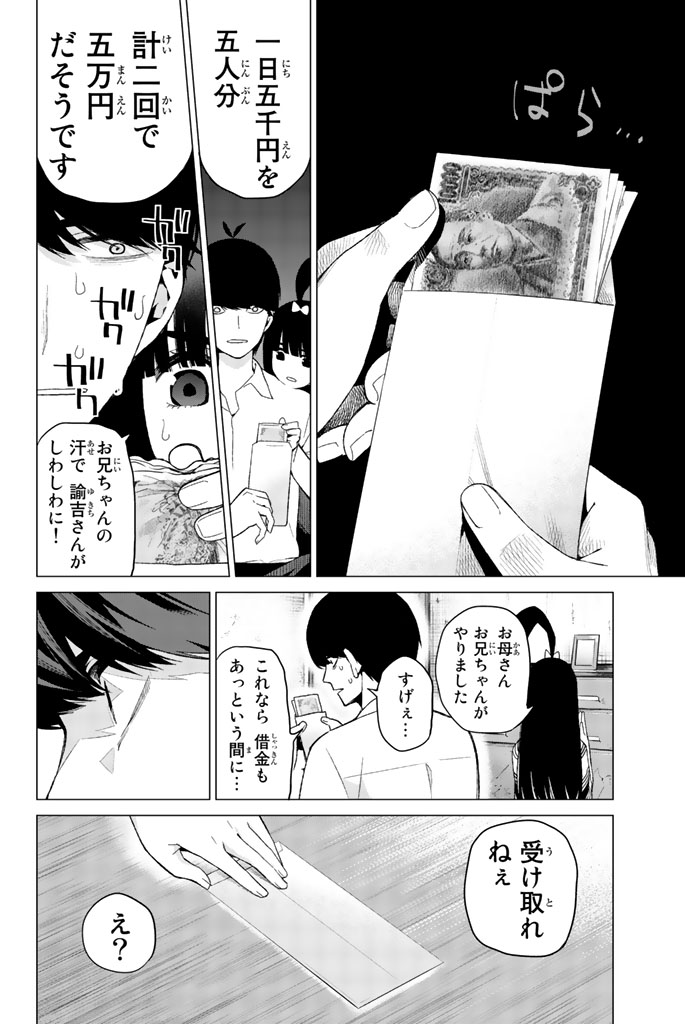 ぱら…
一日五千円を
五人分
計二回で
五万円
だそうです
ガク
ガク
ガク
お兄ちゃんの
汗で 諭吉さんが
しわしわに！
お母さん
お兄ちゃんが
やりました
すげぇ…
これなら 借金も
あっという間に…
受け取れ
ねぇ
え？